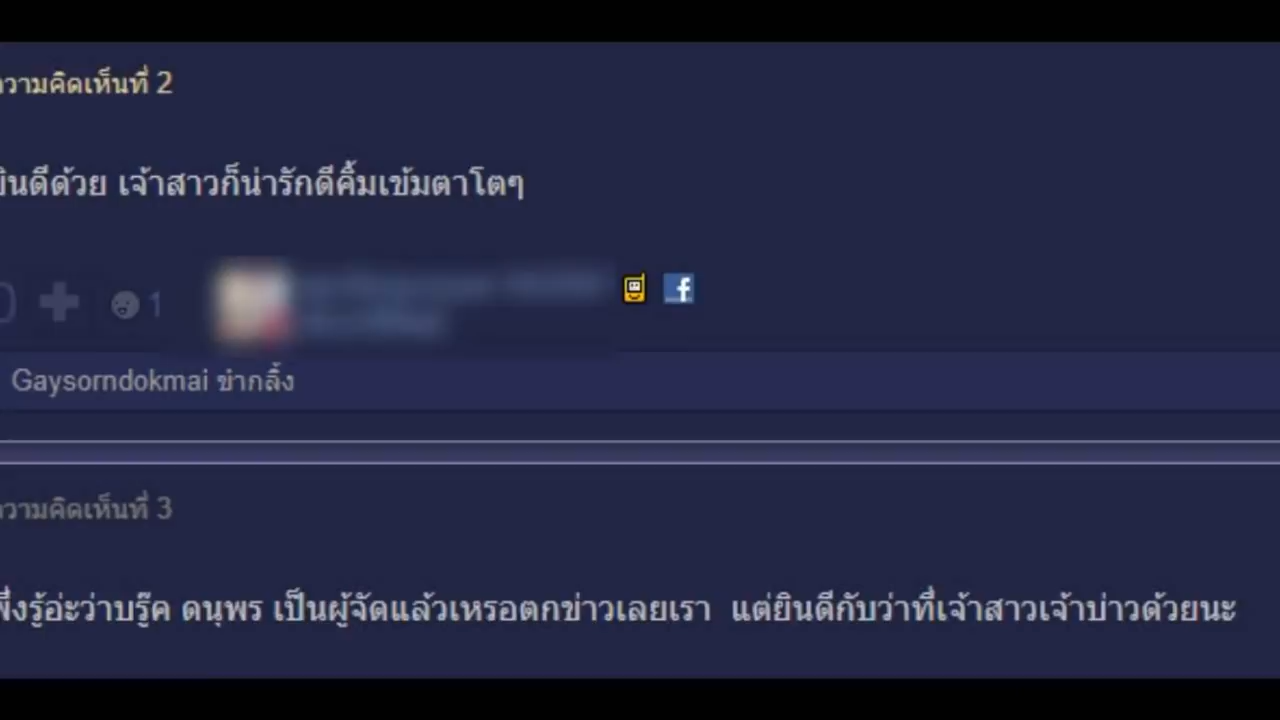 ความคิดเห็นที่ 2
ยินดีด้วย เจ้าสาวก็น่ารักดีคิ้มเข้มตาโตๆ
0 1
Gaysorndokmai ขำกลิ้ง
ความคิดเห็นที่ 3
พึ่งรู้อ่ะว่าบรู๊ค ดนุพร เป็นผู้จัดแล้วเหรอตกข่าวเลยเรา แต่ยินดีกับว่าที่เจ้าสาวเจ้าบ่าวด้วยนะ